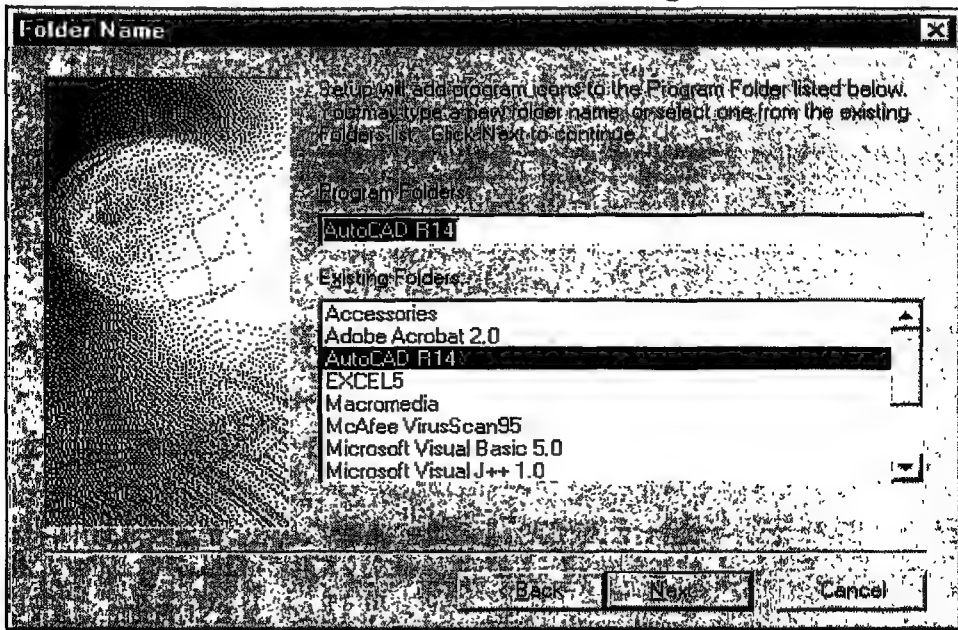 Folder Name
Setup will add program icons to the Program Folder listed below.
You may type a new folder name, or select one from the existing
Folders list. Click Next to continue.
Program Folders:
AutoCAD R14
Existing Folders:
Accessories
Adobe Acrobat 2.0
AutoCAD R14
EXCEL5
Macromedia
McAfee VirusScan95
Microsoft Visual Basic 5.0
Microsoft Visual J++ 1.0
Back
Next
Cancel